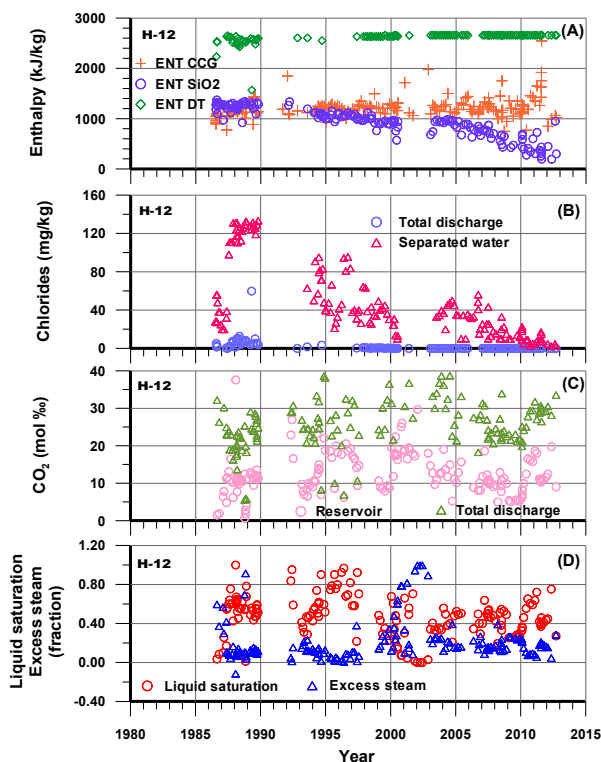 H-12
(A)
ENT CCG
ENT SiO2
ENT DT
Enthalpy (kJ/kg)
3000
2000
1000
0
H-12
(B)
Total discharge
Separated water
Chlorides (mg/kg)
160
120
80
40
0
H-12
(C)
Reservoir
Total discharge
CO₂ (mol ‰)
40
30
20
10
0
H-12
(D)
Liquid saturation
Excess steam
Liquid saturation
Excess steam
(fraction)
1.20
0.80
0.40
0.00
-0.40
1980 1985 1990 1995 2000 2005 2010 2015
Year